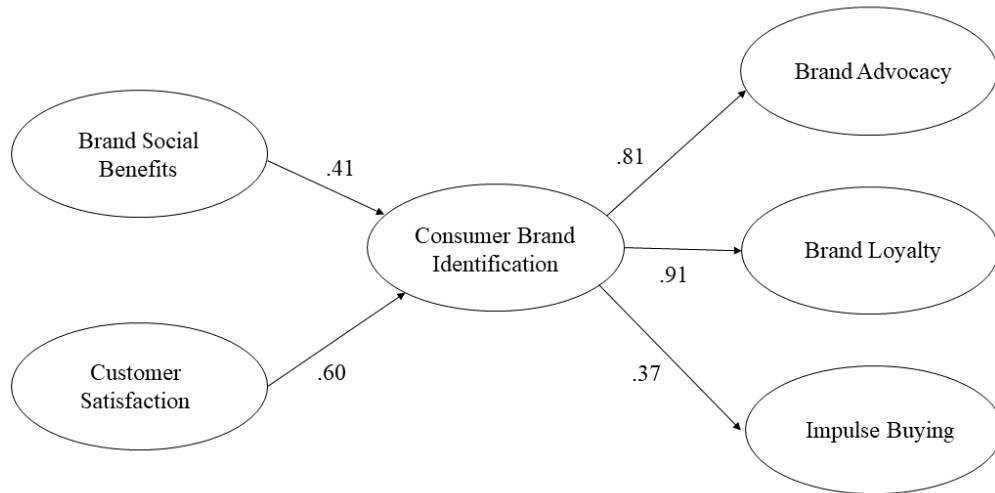 Brand Social
Benefits
.41
Customer
Satisfaction
.60
Consumer Brand
Identification
.81
Brand Advocacy
.91
Brand Loyalty
.37
Impulse Buying